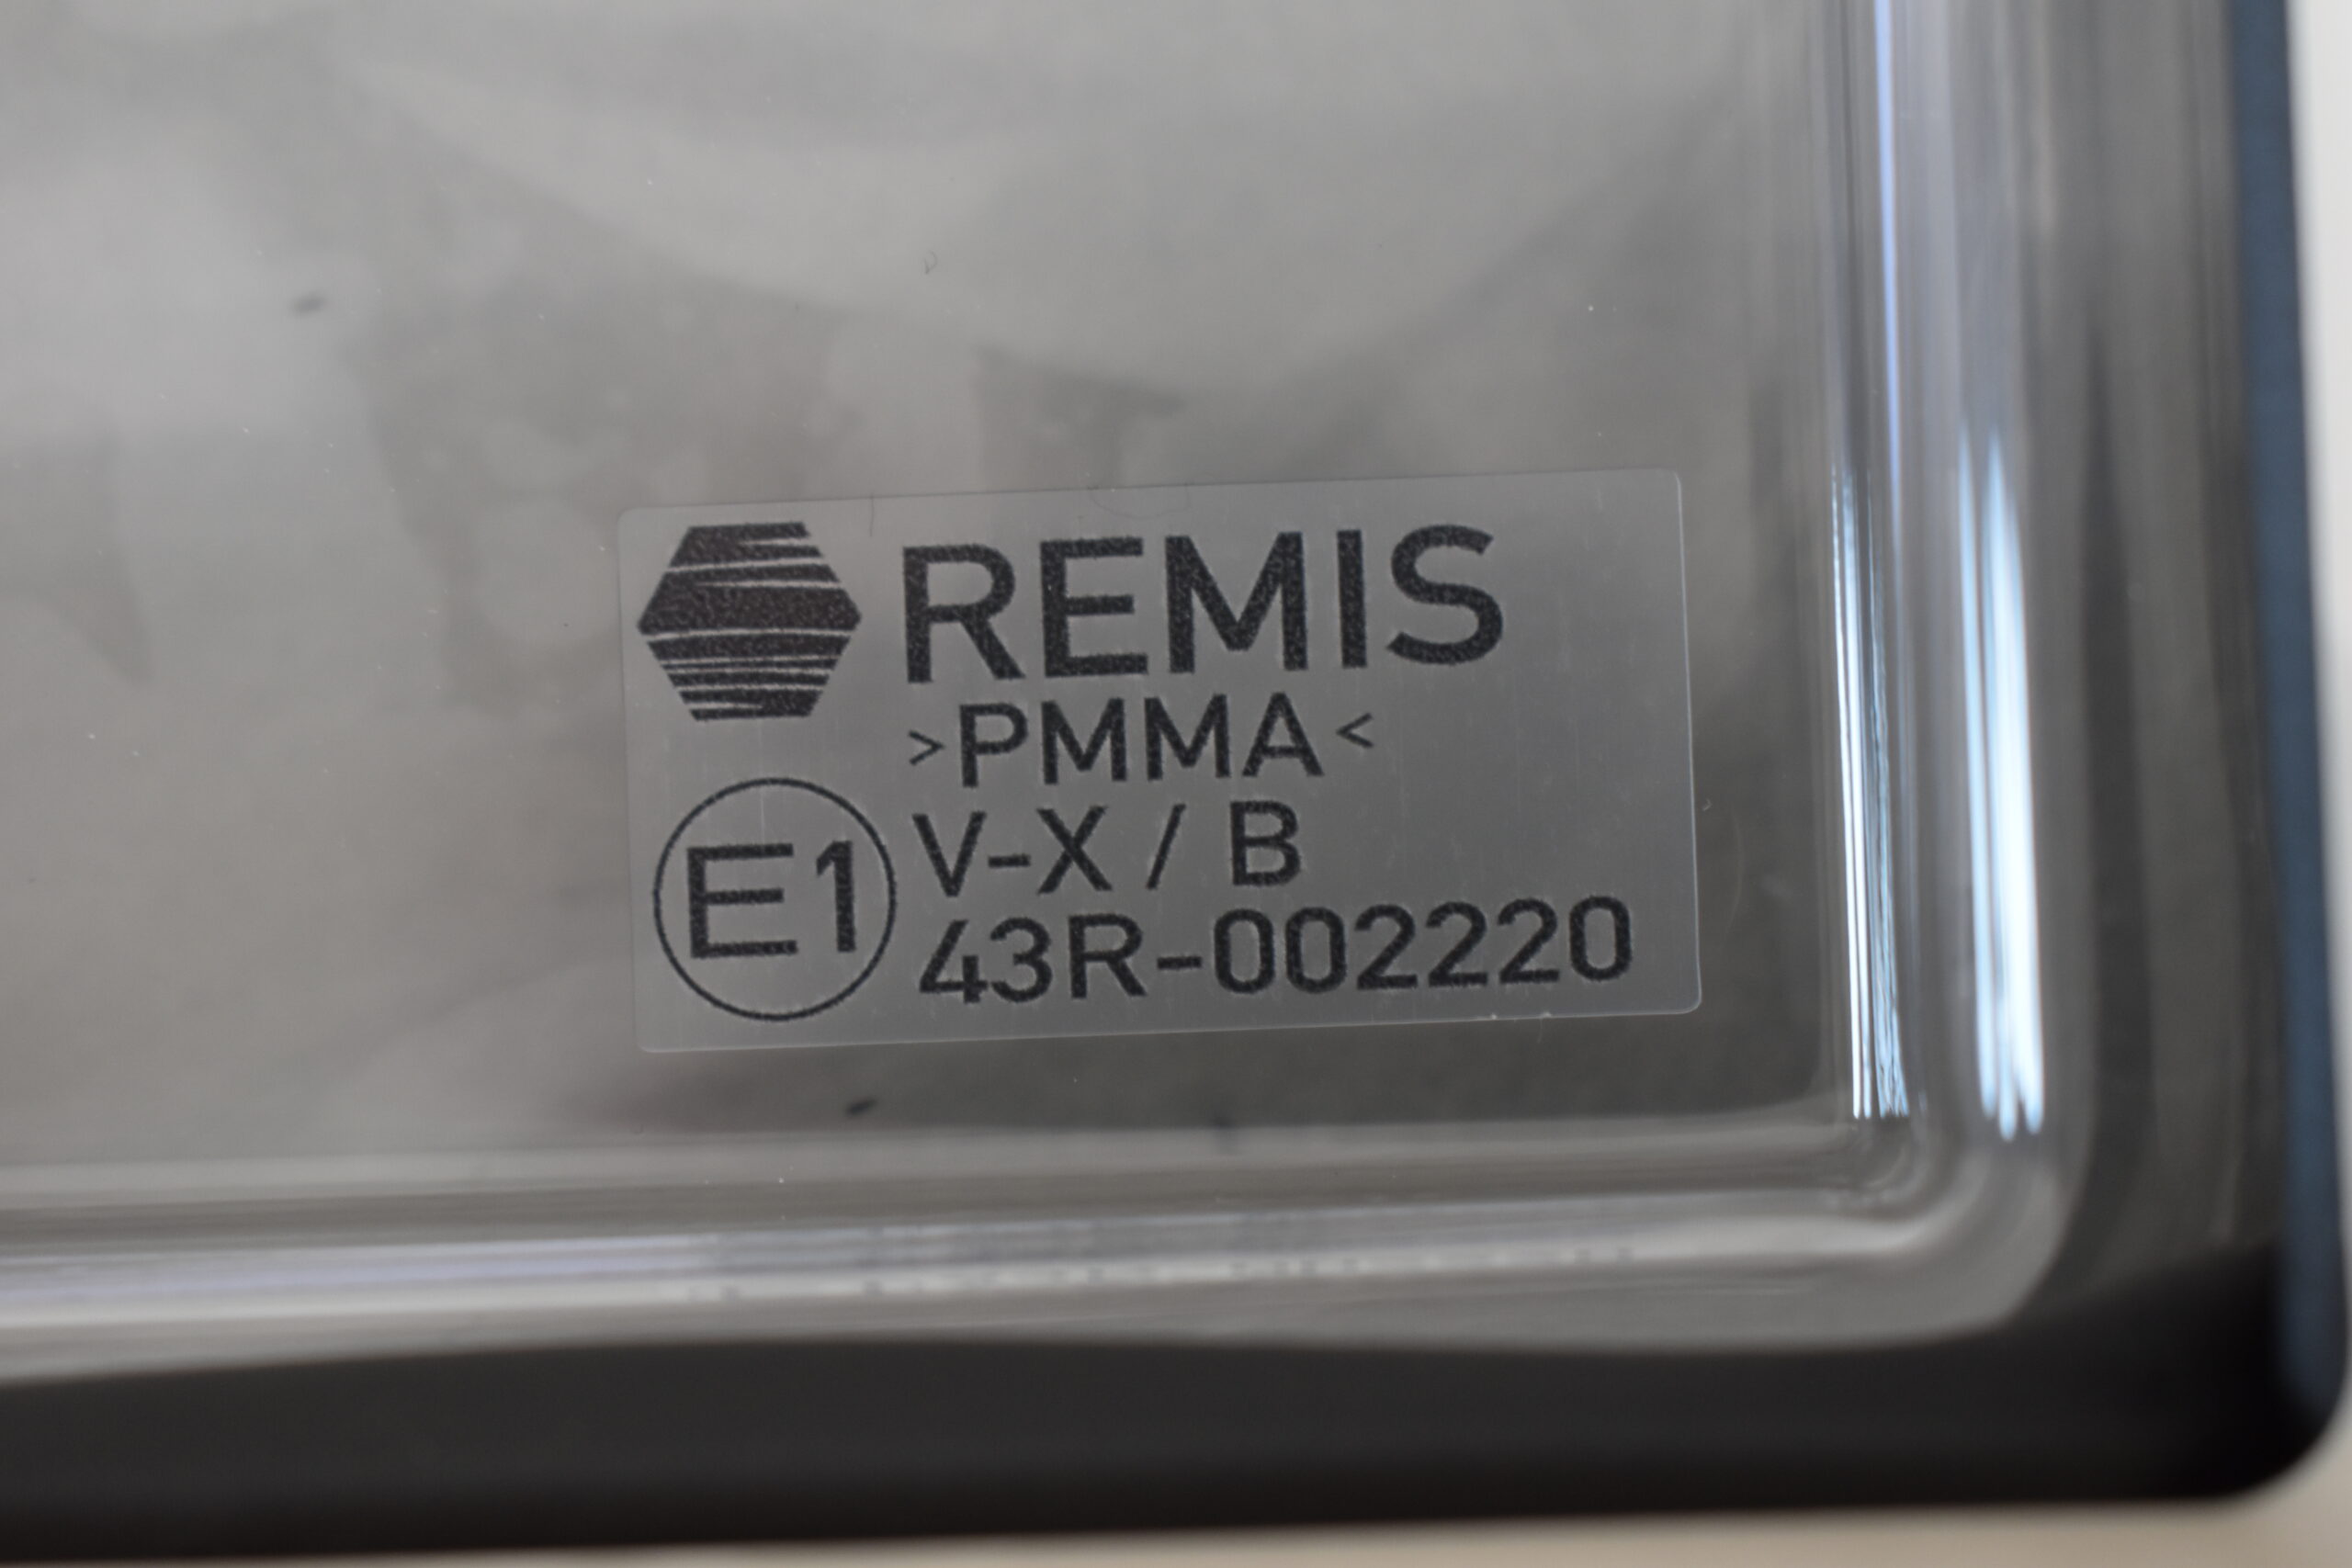 REMIS
>PMMA<
E1
V-X / B
43R-002220